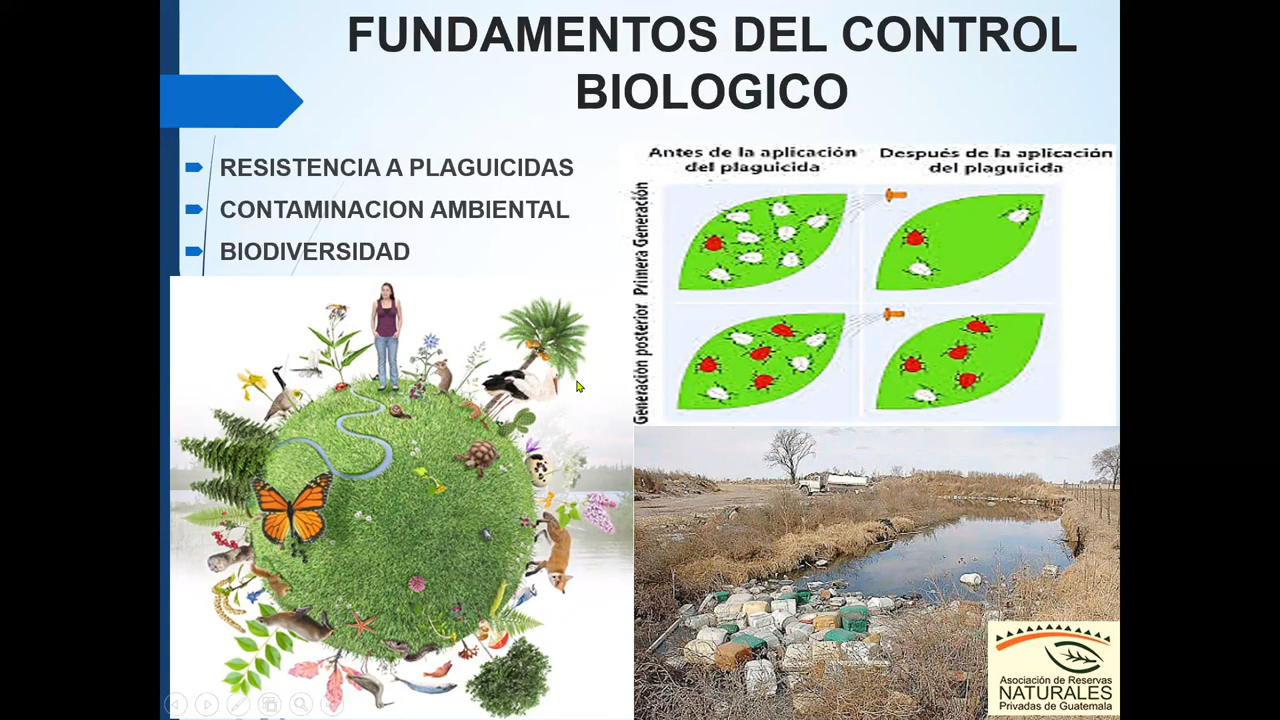 FUNDAMENTOS DEL CONTROL
BIOLOGICO
RESISTENCIA A PLAGUICIDAS
CONTAMINACION AMBIENTAL
BIODIVERSIDAD
Antes de la aplicación
del plaguicida
Después de la aplicación
del plaguicida
Primera Generación
Generación posterior
Asociación de Reservas
NATURALES
Privadas de Guatemala